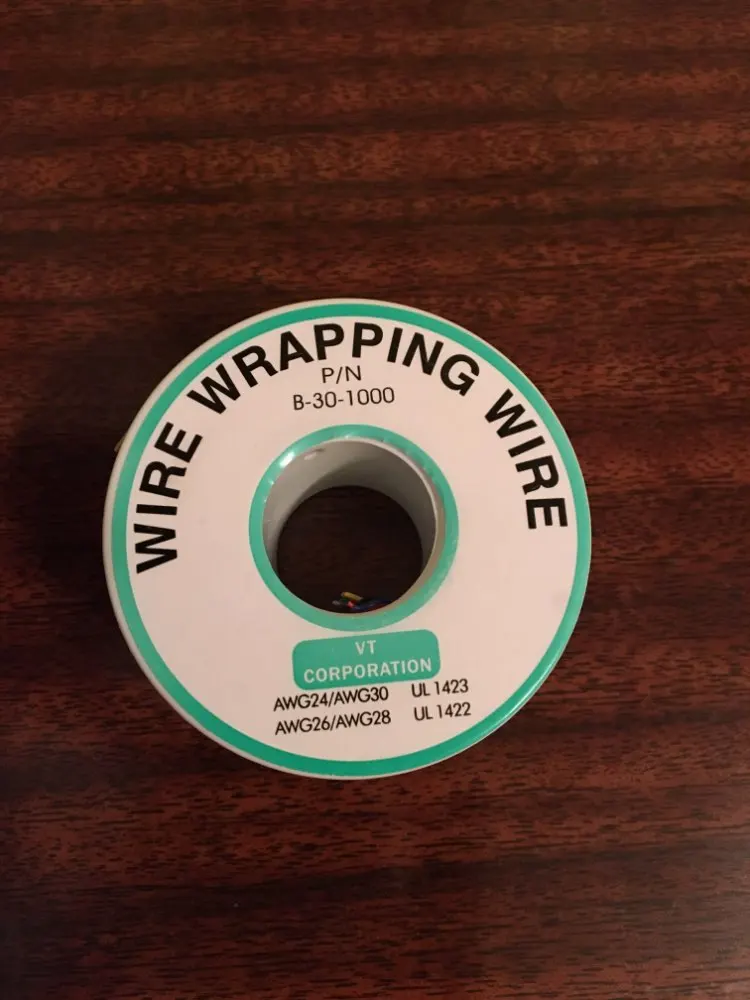 WIRE WRAPPING WIRE
P/N
B-30-1000
VT
CORPORATION
AWG24/AWG30 UL 1423
AWG26/AWG28 UL 1422